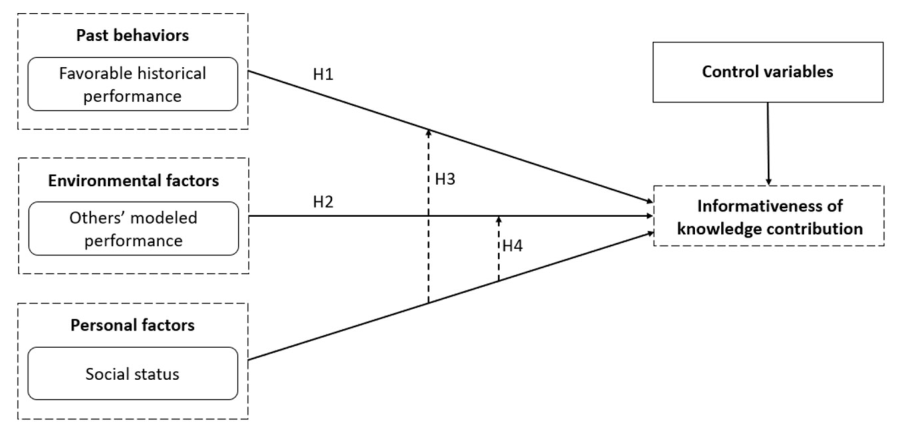 Past behaviors
Favorable historical
performance
H1
Control variables
Environmental factors
H3
Others’ modeled
performance
H2
Informativeness of
knowledge contribution
H4
Personal factors
Social status